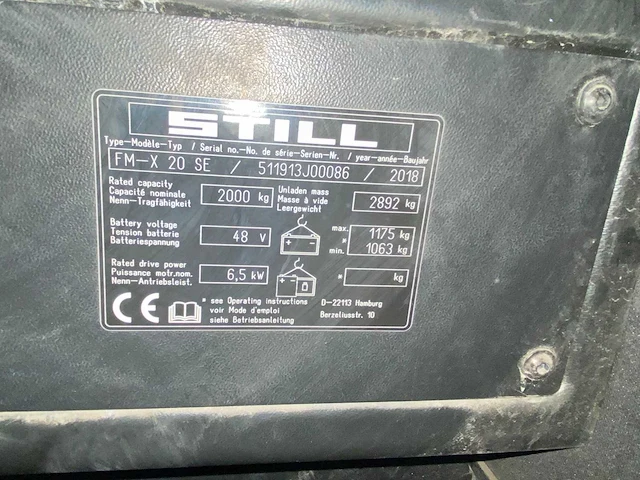 STILL
Type-Modèle-Typ / Serial no.-No. de série-Serien-Nr. / year-année-Baujahr
FM-X 20 SE / 511913J00086 / 2018
Rated capacity
Capacité nominale
Nenn-Tragfähigkeit
2000 kg
Unladen mass
Masse à vide
Leergewicht
2892 kg
Battery voltage
Tension batterie
Batteriespannung
48 V
max. 1175 kg
*
min. 1063 kg
Rated drive power
Puissance motr.nom.
Nenn-Antriebsleist.
6,5 kW
* kg
CE
* see Operating instructions
voir Mode d'emploi
siehe Betriebsanleitung
D-22113 Hamburg
Berzeliusstr. 10